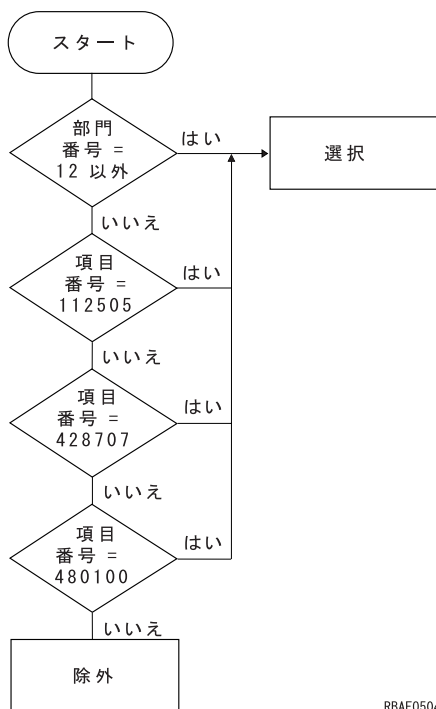 スタート
部門
番号 =
12 以外
はい
選択
いいえ
項目
番号 =
112505
はい
いいえ
項目
番号 =
428707
はい
いいえ
項目
番号 =
480100
はい
いいえ
除外